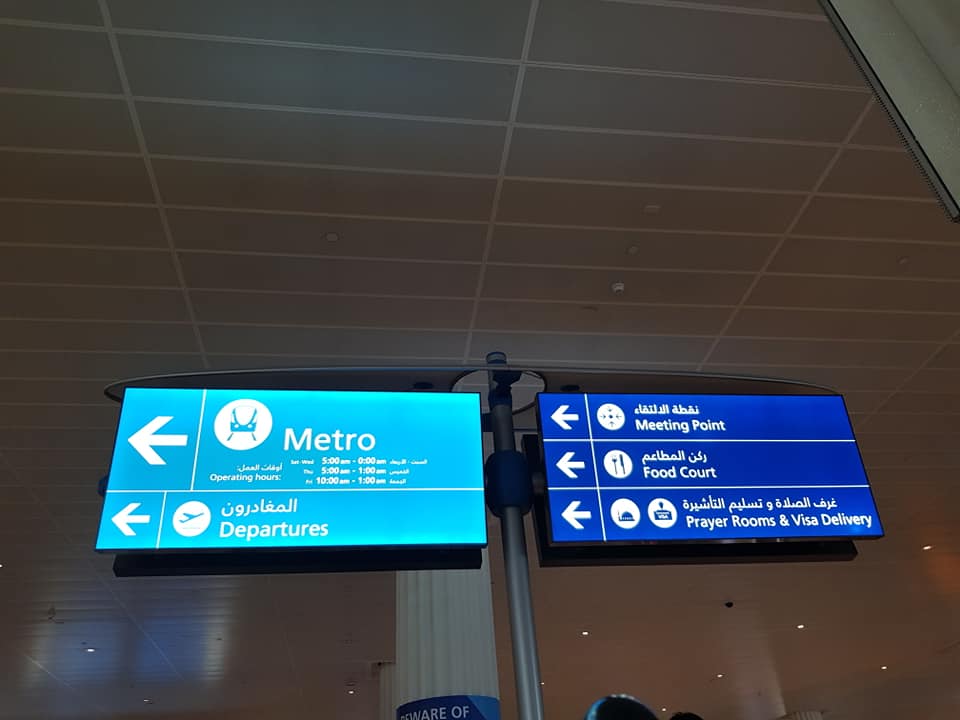 Metro
أوقات العمل:
Operating hours:
Sat-Wed 5:00 am - 0:00 am السبت - الأربعاء
Thu 5:00 am - 1:00 am الخميس
Fri 10:00 am - 1:00 am الجمعة
المغادرون
Departures
نقطة الالتقاء
Meeting Point
ركن المطاعم
Food Court
غرف الصلاة و تسليم التأشيرة
VISA
Prayer Rooms & Visa Delivery
BEWARE OF